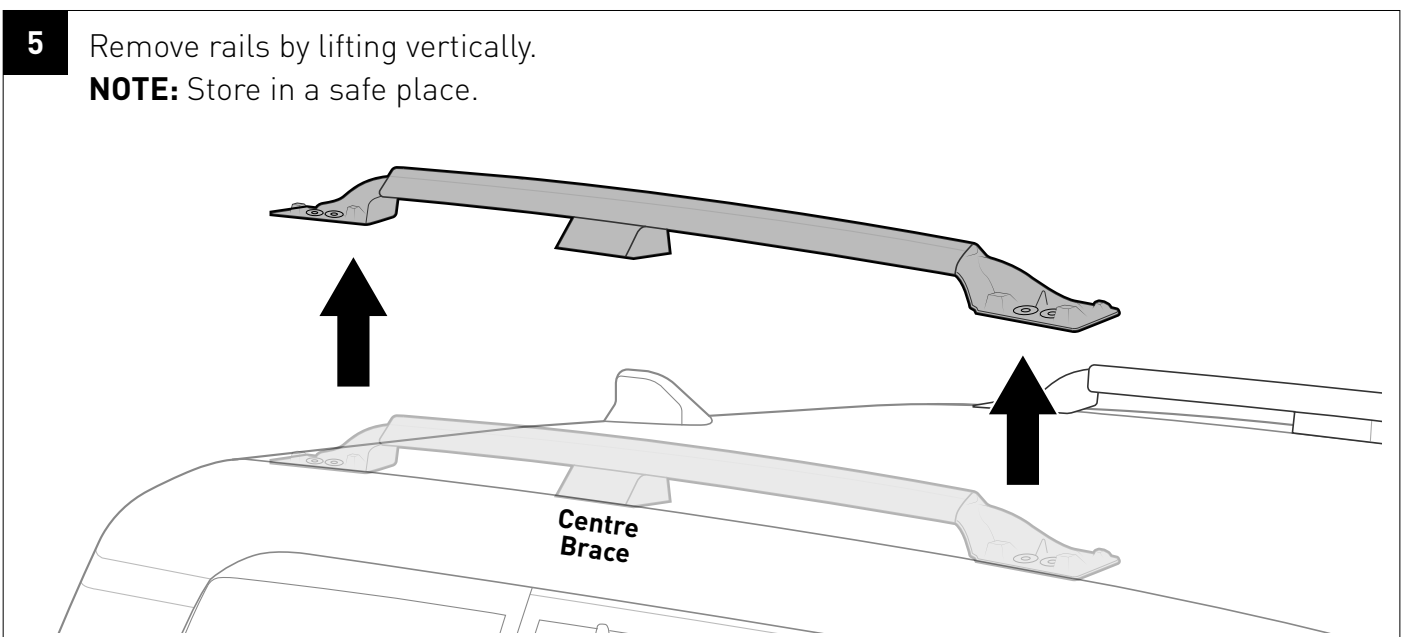 5
Remove rails by lifting vertically.
NOTE: Store in a safe place.
Centre
Brace